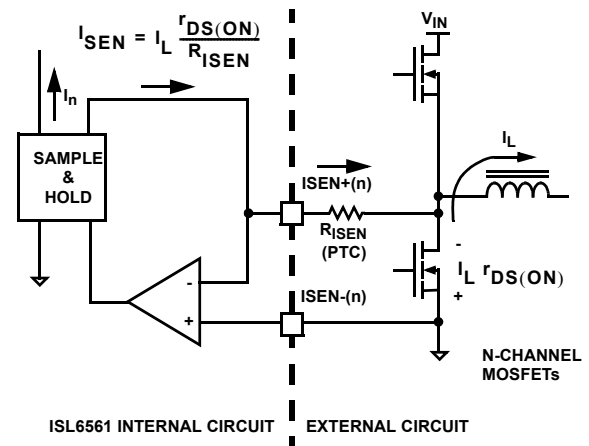 I_SEN = I_L r_DS(ON) / R_ISEN
V_IN
I_n
I_L
SAMPLE
&
HOLD
ISEN+(n)
R_ISEN
(PTC)
-
I_L r_DS(ON)
+
-
+
ISEN-(n)
N-CHANNEL
MOSFETs
ISL6561 INTERNAL CIRCUIT
EXTERNAL CIRCUIT